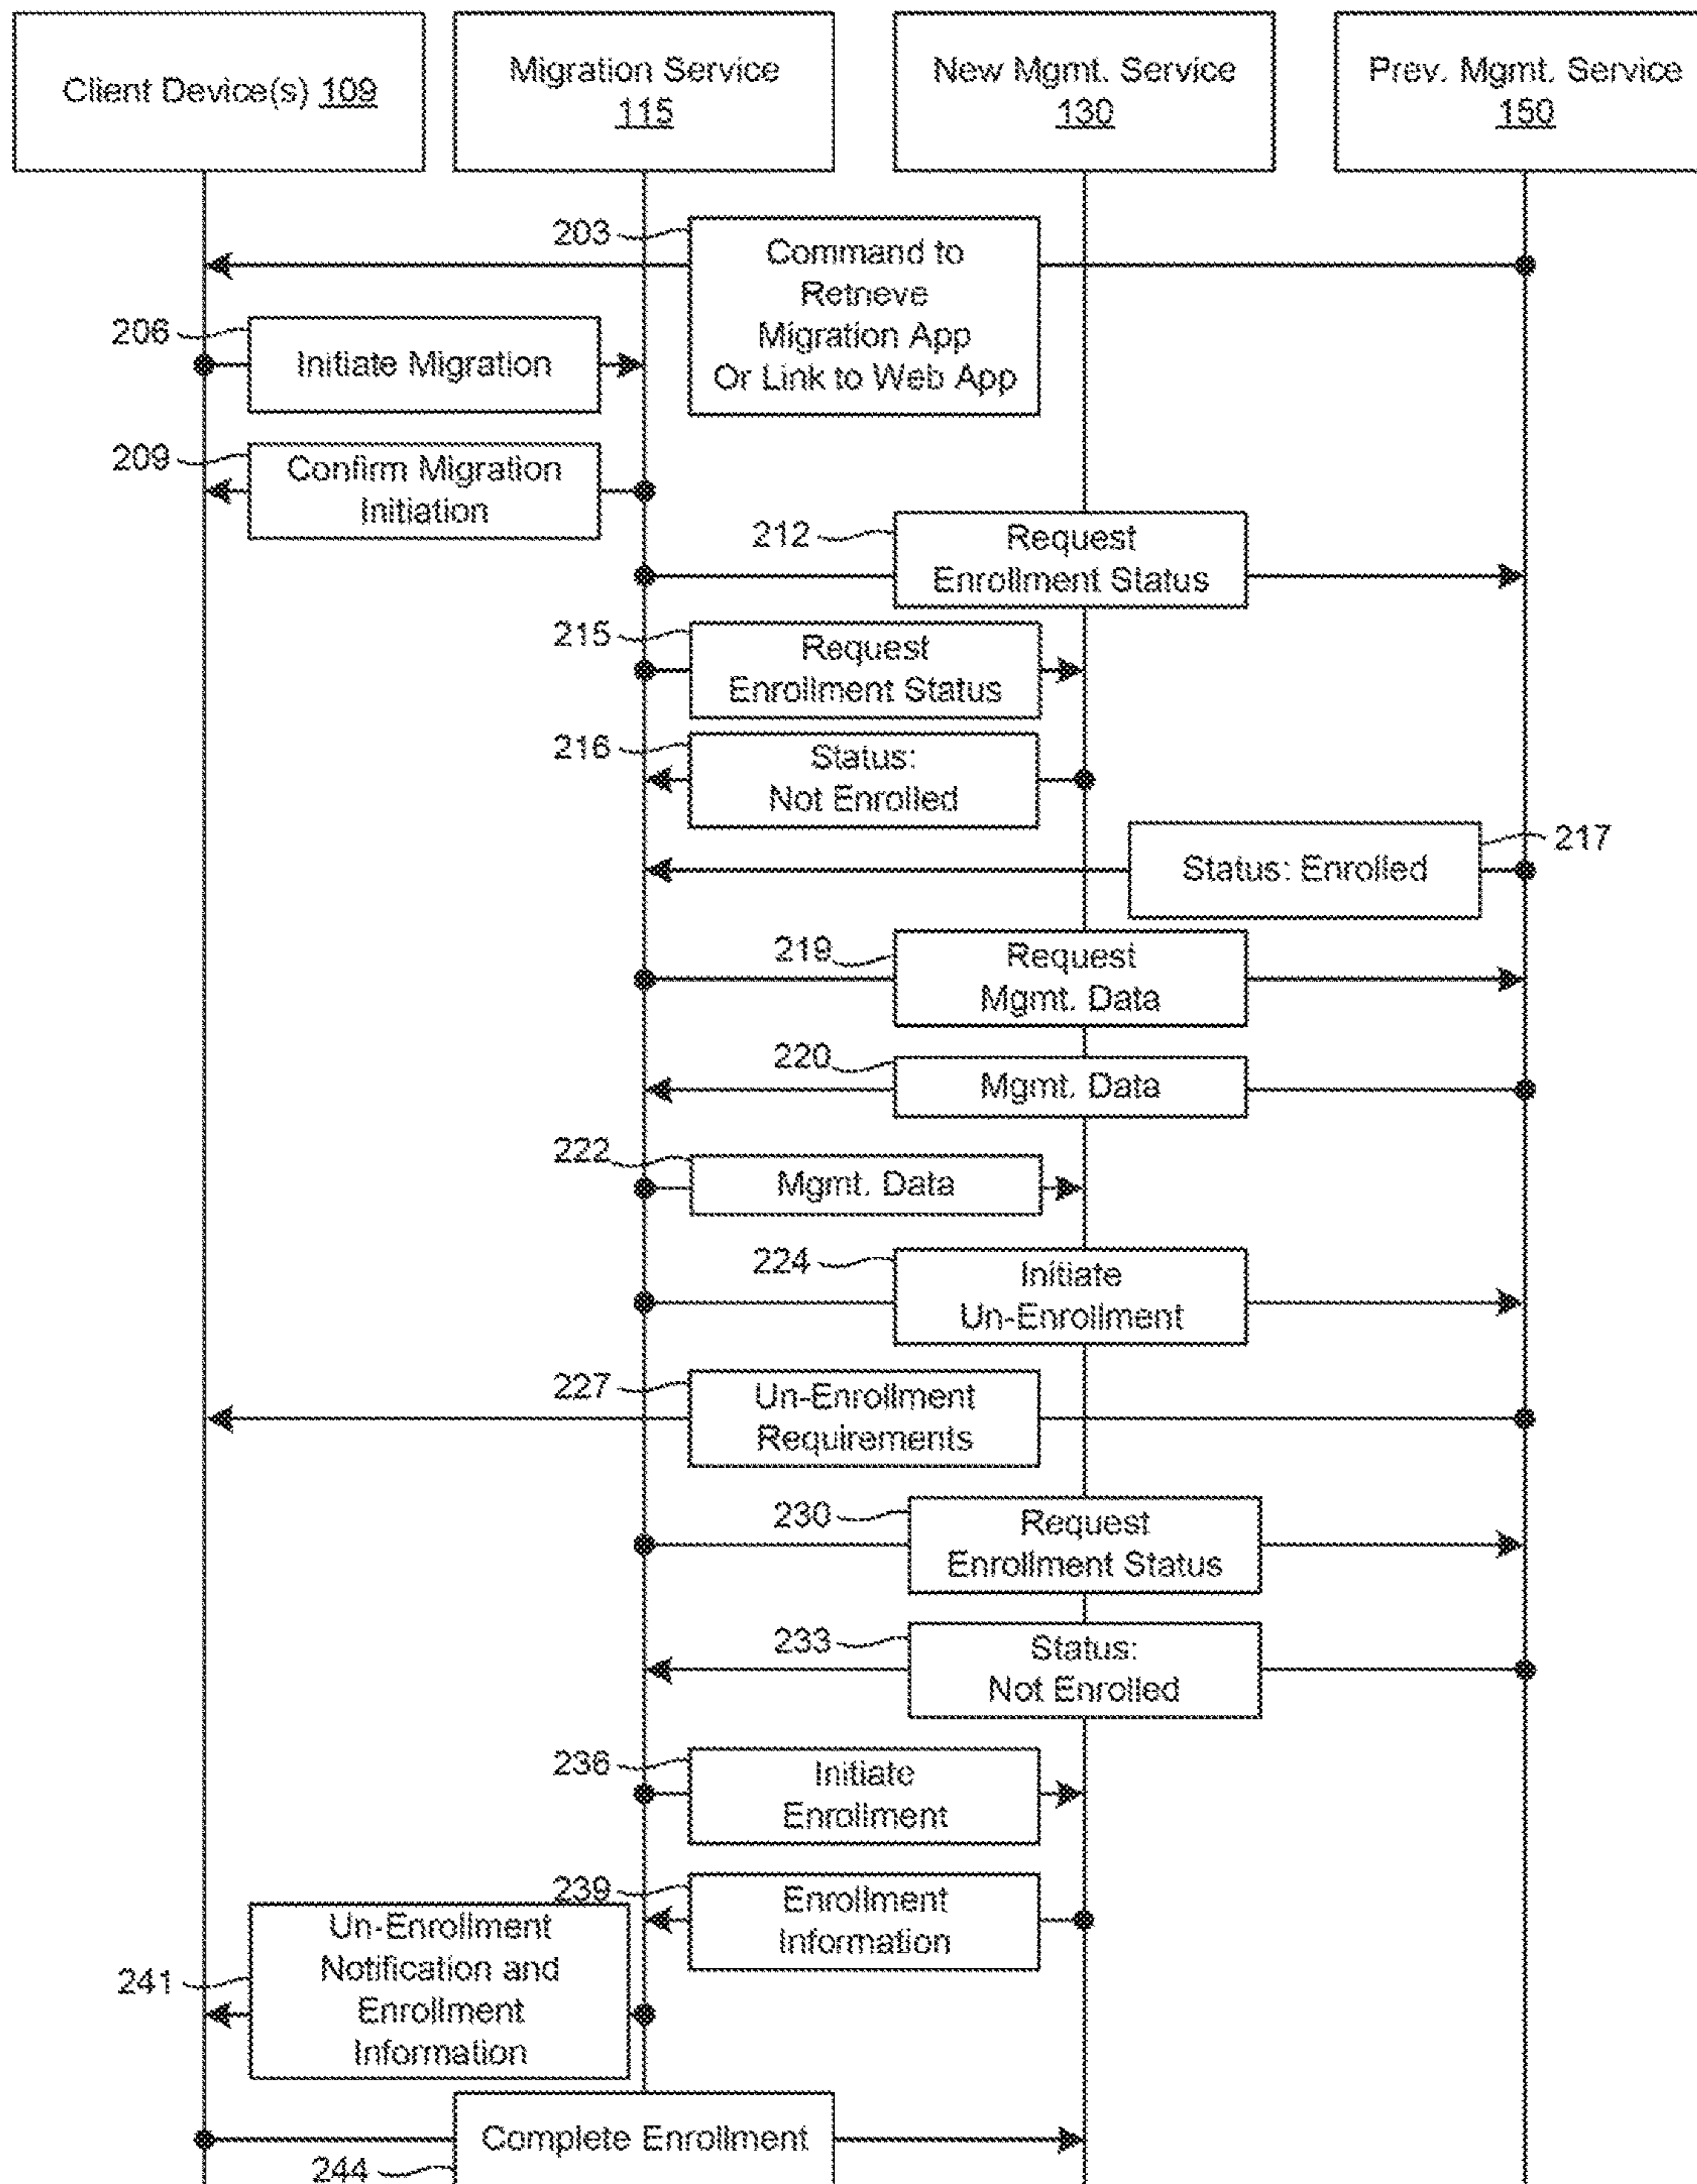 Client Device(s) 109
Migration Service
115
New Mgmt. Service
130
Prev. Mgmt. Service
150
203
Command to
Retrieve
Migration App
Or Link to Web App
206
Initiate Migration
209
Confirm Migration
Initiation
212
Request
Enrollment Status
215
Request
Enrollment Status
216
Status:
Not Enrolled
217
Status: Enrolled
219
Request
Mgmt. Data
220
Mgmt. Data
222
Mgmt. Data
224
Initiate
Un-Enrollment
227
Un-Enrollment
Requirements
230
Request
Enrollment Status
233
Status:
Not Enrolled
236
Initiate
Enrollment
239
Enrollment
Information
241
Un-Enrollment
Notification and
Enrollment
Information
Complete Enrollment
244